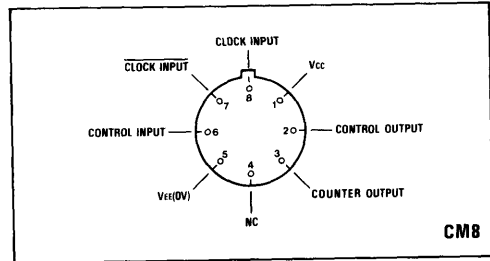 CLOCK INPUT
CLOCK INPUT
VCC
8
7
1
CONTROL INPUT
6
2
CONTROL OUTPUT
5
4
3
VEE(OV)
COUNTER OUTPUT
NC
CM8